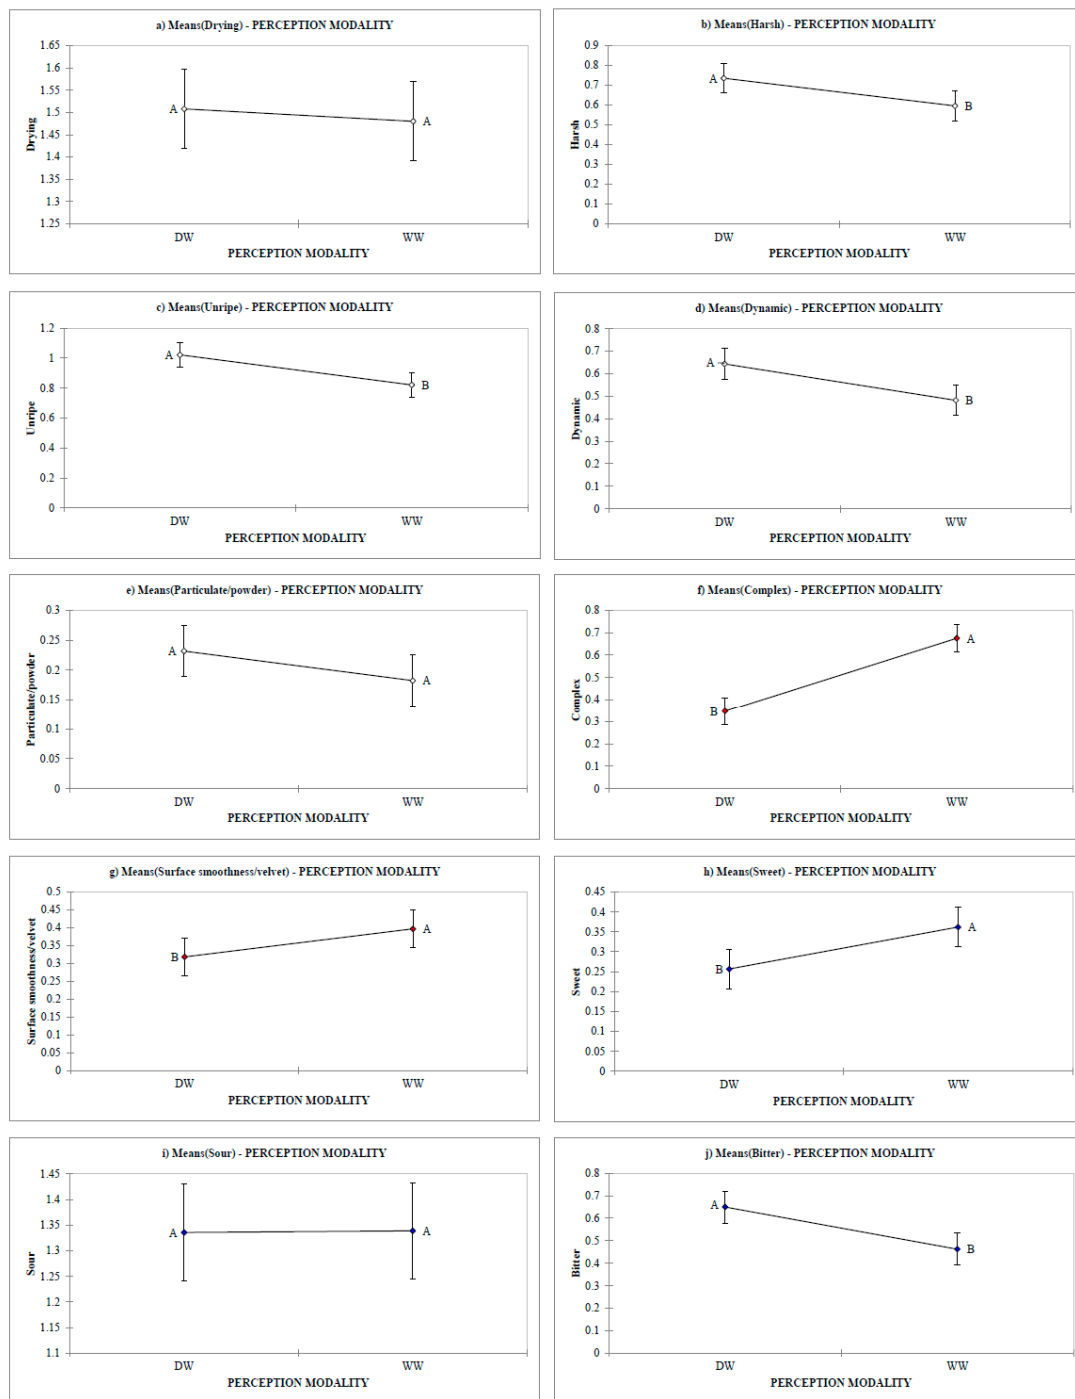 a) Means(Drying) - PERCEPTION MODALITY
1.65
1.6
1.55
1.5
1.45
1.4
1.35
1.3
1.25
Drying
A
A
DW
WW
PERCEPTION MODALITY
b) Means(Harsh) - PERCEPTION MODALITY
0.9
0.8
0.7
0.6
0.5
0.4
0.3
0.2
0.1
0
Harsh
A
B
DW
WW
PERCEPTION MODALITY
c) Means(Unripe) - PERCEPTION MODALITY
1.2
1
0.8
0.6
0.4
0.2
0
Unripe
A
B
DW
WW
PERCEPTION MODALITY
d) Means(Dynamic) - PERCEPTION MODALITY
0.8
0.7
0.6
0.5
0.4
0.3
0.2
0.1
0
Dynamic
A
B
DW
WW
PERCEPTION MODALITY
e) Means(Particulate/powder) - PERCEPTION MODALITY
0.3
0.25
0.2
0.15
0.1
0.05
0
Particulate/powder
A
A
DW
WW
PERCEPTION MODALITY
f) Means(Complex) - PERCEPTION MODALITY
0.8
0.7
0.6
0.5
0.4
0.3
0.2
0.1
0
Complex
B
A
DW
WW
PERCEPTION MODALITY
g) Means(Surface smoothness/velvet) - PERCEPTION MODALITY
0.5
0.45
0.4
0.35
0.3
0.25
0.2
0.15
0.1
0.05
0
Surface smoothness/velvet
B
A
DW
WW
PERCEPTION MODALITY
h) Means(Sweet) - PERCEPTION MODALITY
0.45
0.4
0.35
0.3
0.25
0.2
0.15
0.1
0.05
0
Sweet
B
A
DW
WW
PERCEPTION MODALITY
i) Means(Sour) - PERCEPTION MODALITY
1.45
1.4
1.35
1.3
1.25
1.2
1.15
1.1
Sour
A
A
DW
WW
PERCEPTION MODALITY
j) Means(Bitter) - PERCEPTION MODALITY
0.8
0.7
0.6
0.5
0.4
0.3
0.2
0.1
0
Bitter
A
B
DW
WW
PERCEPTION MODALITY